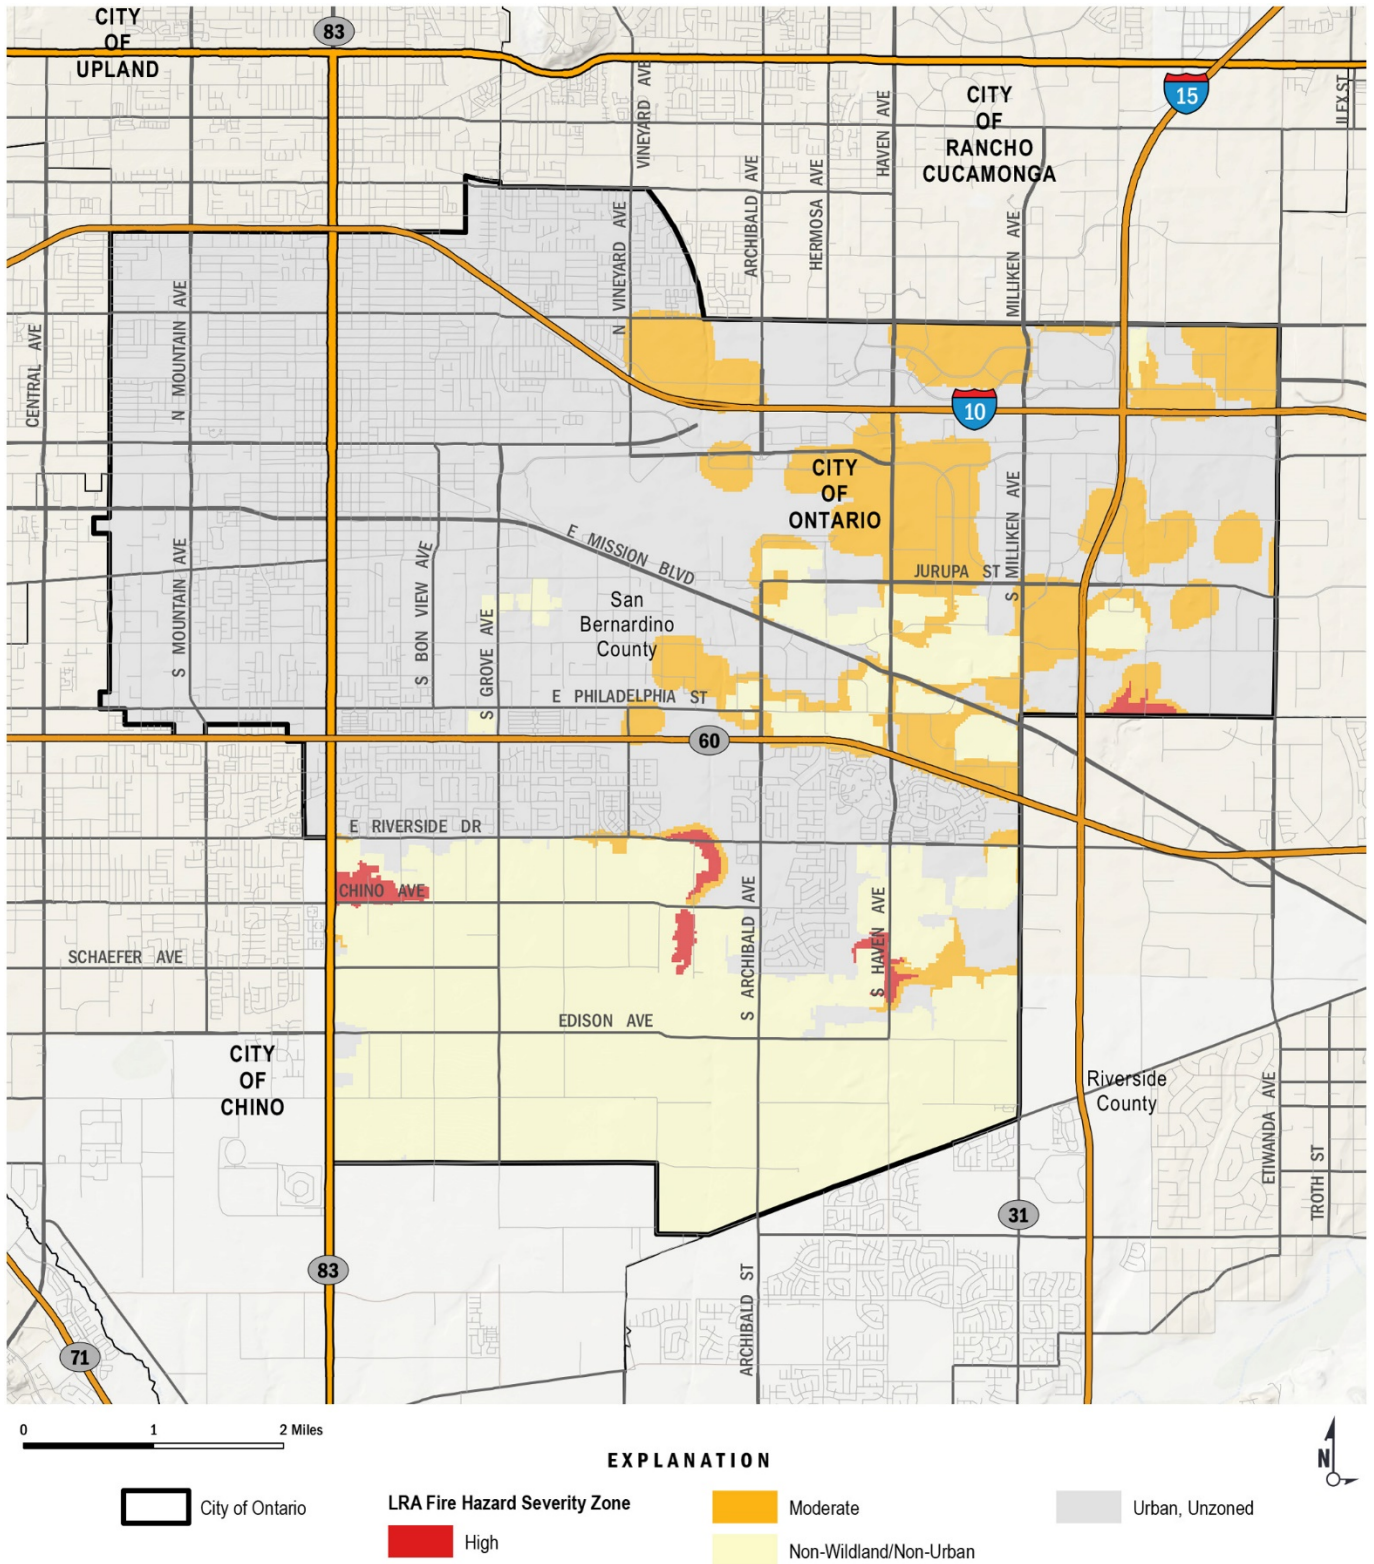 CITY
OF
UPLAND
83
VINEYARD AVE
HAVEN AVE
CITY
OF
RANCHO
CUCAMONGA
15
ARCHIBALD AVE
HERMOSA AVE
MILLIKEN AVE
N VINEYARD AVE
N MOUNTAIN AVE
CENTRAL AVE
10
CITY
OF
ONTARIO
E MISSION BLVD
S MILLIKEN AVE
JURUPA ST
S MOUNTAIN AVE
S BON VIEW AVE
S GROVE AVE
San
Bernardino
County
E PHILADELPHIA ST
60
E RIVERSIDE DR
CHINO AVE
S ARCHIBALD AVE
S HAVEN AVE
SCHAEFER AVE
EDISON AVE
CITY
OF
CHINO
Riverside
County
ETIWANDA AVE
TROTH ST
31
83
ARCHIBALD ST
71
0 1 2 Miles
EXPLANATION
N
City of Ontario
LRA Fire Hazard Severity Zone
High
Moderate
Non-Wildland/Non-Urban
Urban, Unzoned